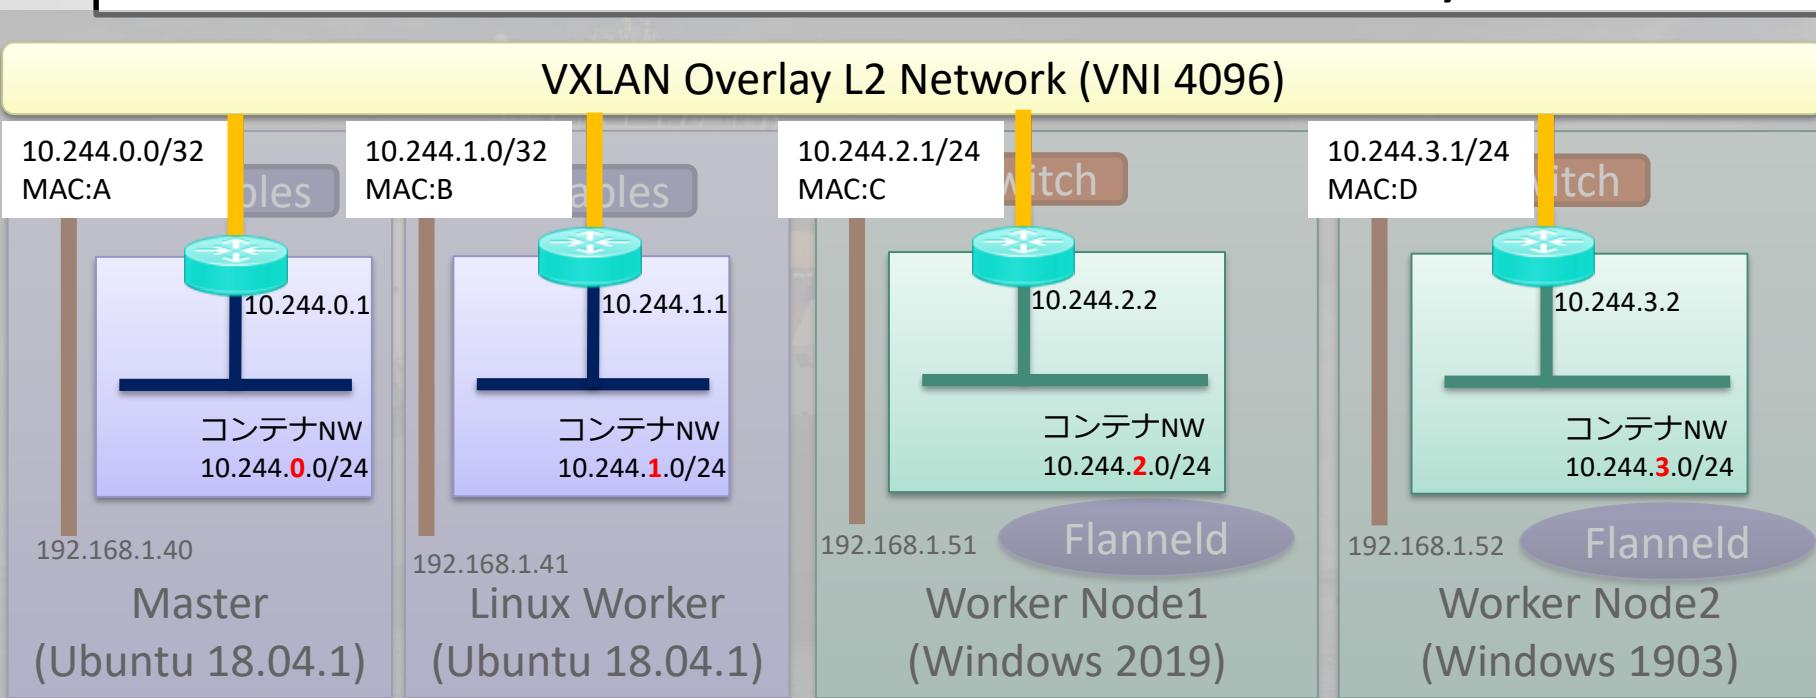 VXLAN Overlay L2 Network (VNI 4096)
10.244.0.0/32
MAC:A
10.244.1.0/32
MAC:B
10.244.2.1/24
MAC:C
10.244.3.1/24
MAC:D
10.244.0.1
10.244.1.1
10.244.2.2
10.244.3.2
コンテナNW
10.244.0.0/24
コンテナNW
10.244.1.0/24
コンテナNW
10.244.2.0/24
コンテナNW
10.244.3.0/24
192.168.1.40
192.168.1.41
192.168.1.51
Flanneld
192.168.1.52
Flanneld
Master
(Ubuntu 18.04.1)
Linux Worker
(Ubuntu 18.04.1)
Worker Node1
(Windows 2019)
Worker Node2
(Windows 1903)